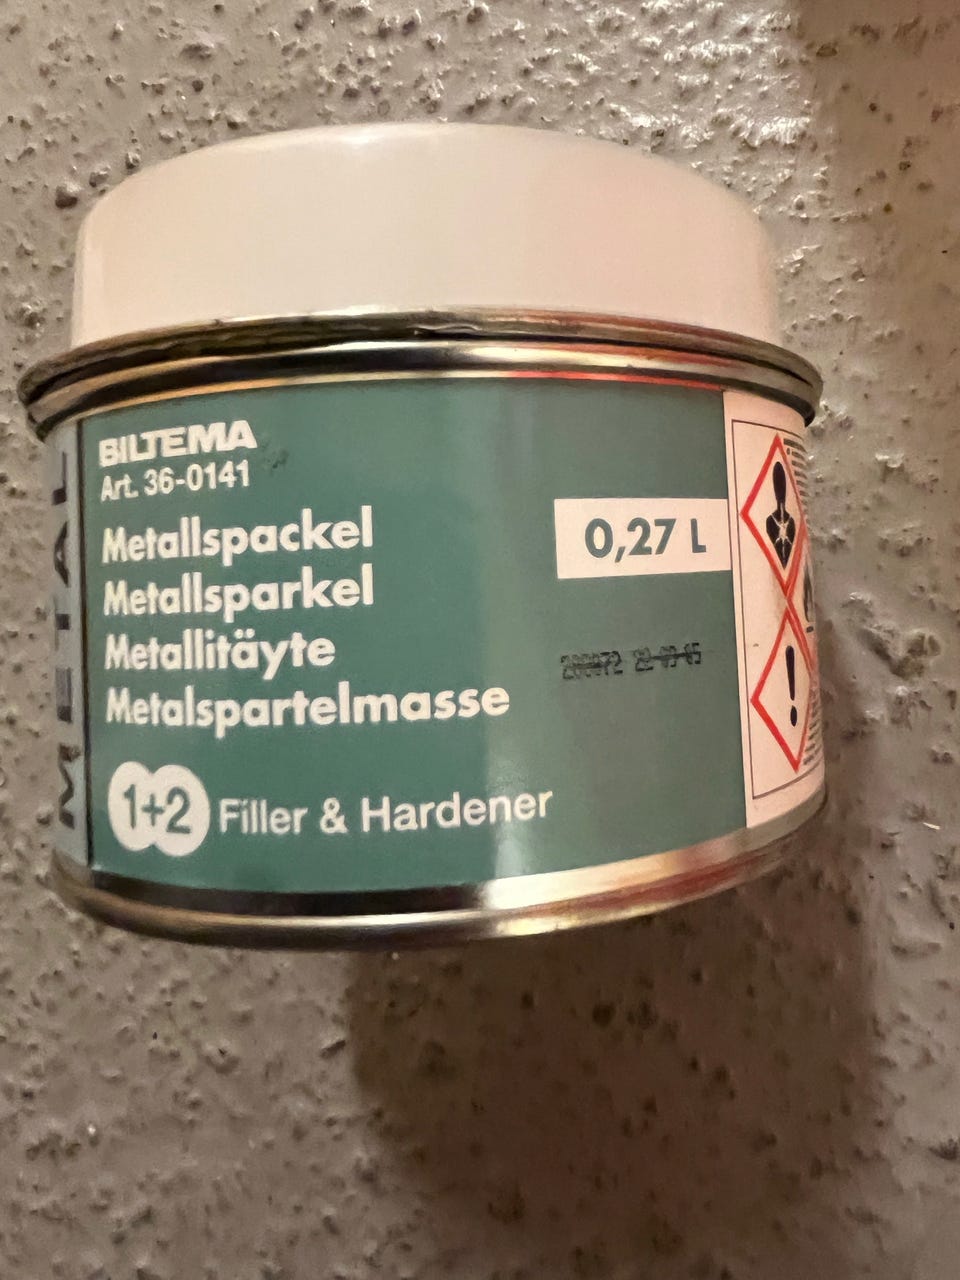 METAL
BILTEMA
Art. 36-0141
Metallspackel
Metallsparkel
Metallitäyte
Metalspartelmasse
1+2 Filler & Hardener
0,27 L